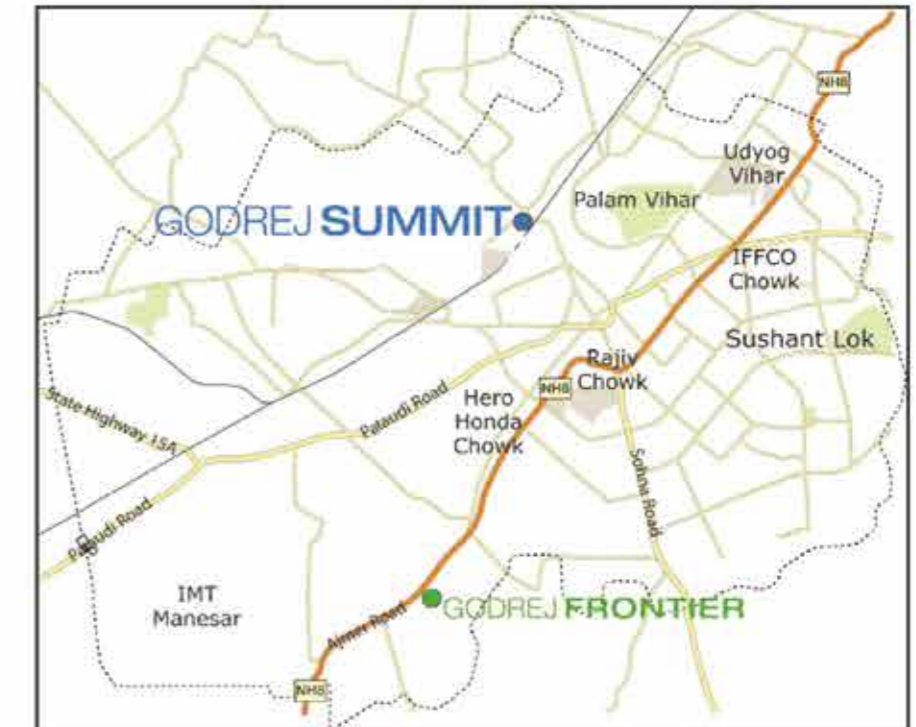 NH8
Udyog
Vihar
Palam Vihar
GODREJ SUMMIT
IFFCO
Chowk
Sushant Lok
Rajiv
Chowk
NH8
Hero
Honda
Chowk
Pataudi Road
State Highway 15A
Sohna Road
Pataudi Road
IMT
Manesar
GODREJ FRONTIER
Ajmer Road
NH8